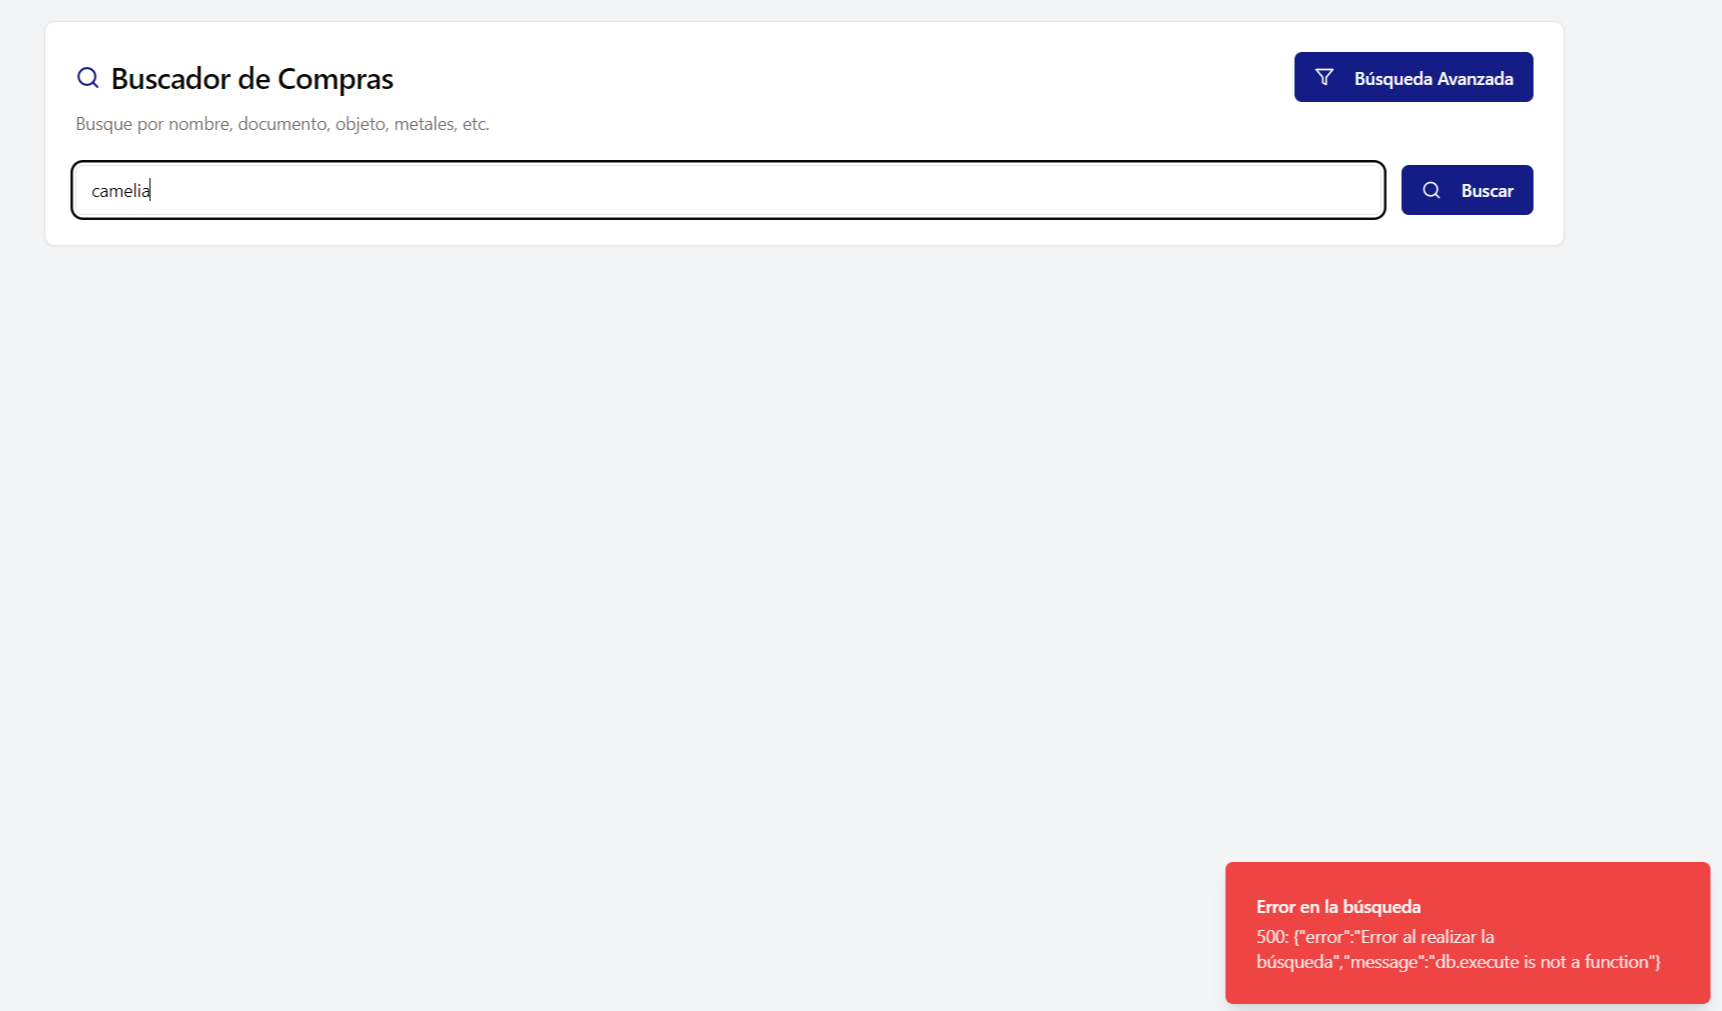 Buscador de Compras
Búsqueda Avanzada
Busque por nombre, documento, objeto, metales, etc.
camelia
Buscar
Error en la búsqueda
500: {"error":"Error al realizar la
búsqueda","message":"db.execute is not a function"}